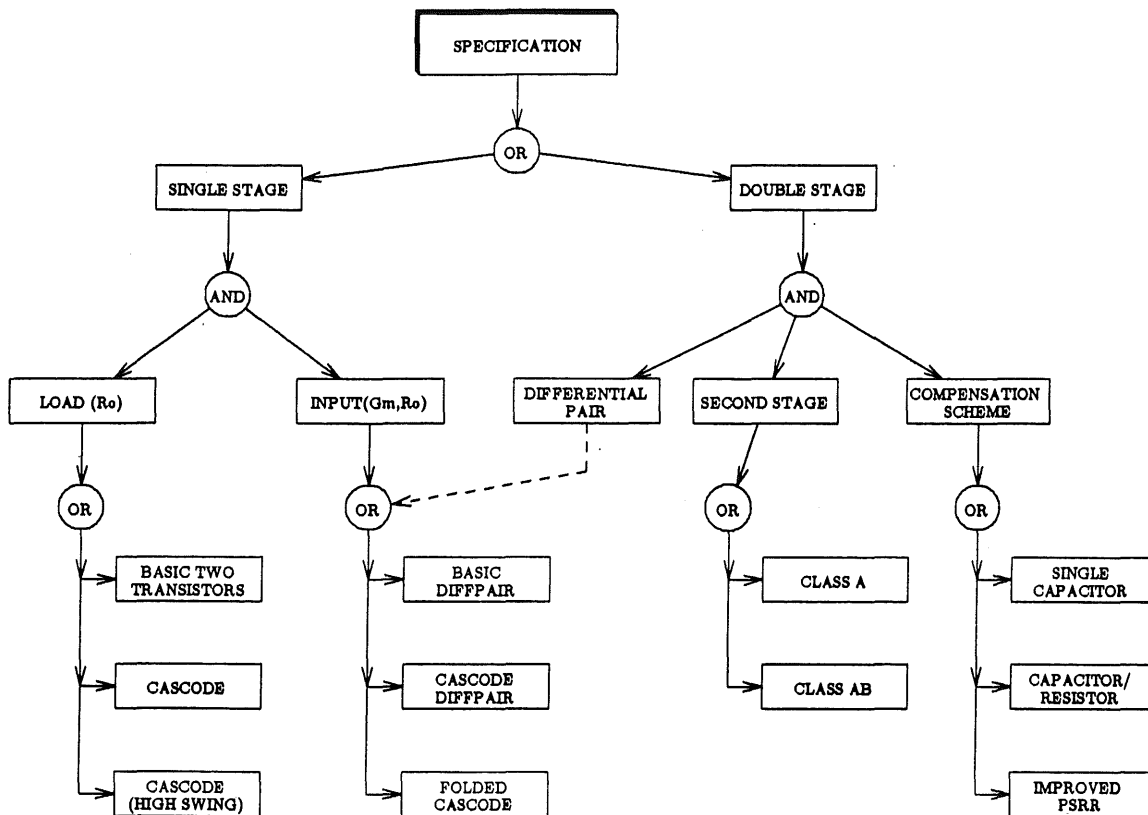 SPECIFICATION
OR
SINGLE STAGE
DOUBLE STAGE
AND
AND
LOAD (Ro)
INPUT(Gm,Ro)
DIFFERENTIAL
PAIR
SECOND STAGE
COMPENSATION
SCHEME
OR
OR
OR
OR
BASIC TWO
TRANSISTORS
BASIC
DIFFPAIR
CLASS A
SINGLE
CAPACITOR
CASCODE
CASCODE
DIFFPAIR
CLASS AB
CAPACITOR/
RESISTOR
CASCODE
(HIGH SWING)
FOLDED
CASCODE
IMPROVED
PSRR